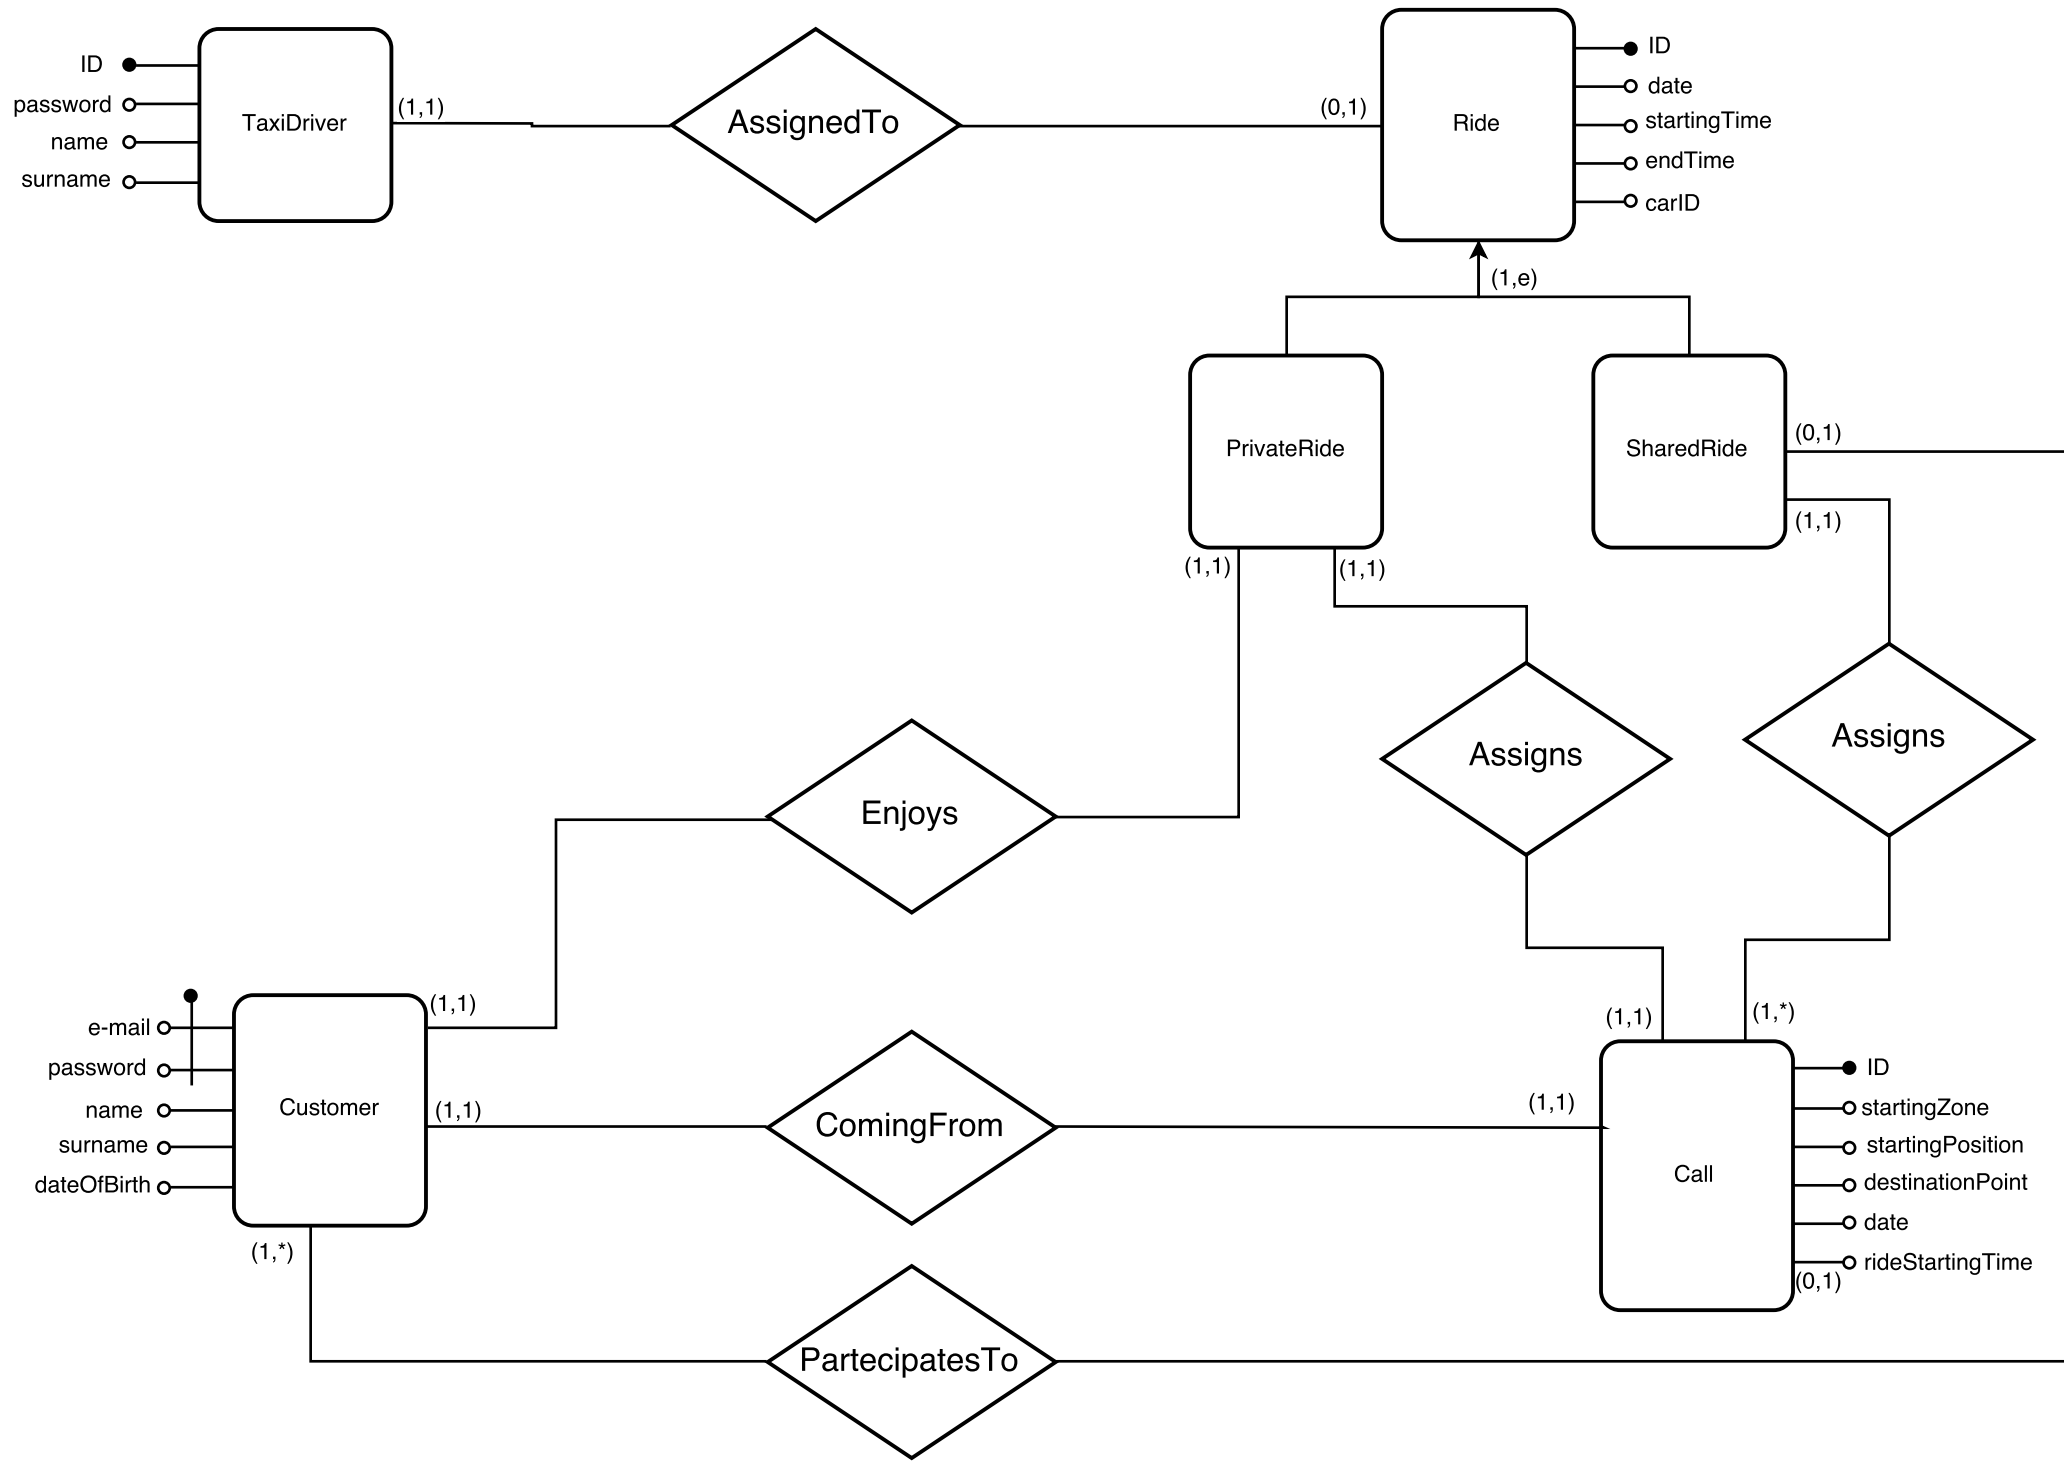 ID
password
name
surname
TaxiDriver
(1,1)
AssignedTo
(0,1)
Ride
ID
date
startingTime
endTime
carID
(1,e)
PrivateRide
SharedRide
(0,1)
(1,1)
(1,1)
(1,1)
Assigns
Assigns
Enjoys
e-mail
password
name
surname
dateOfBirth
Customer
(1,1)
(1,1)
(1,*)
ComingFrom
(1,1)
(1,1)
(1,*)
Call
ID
startingZone
startingPosition
destinationPoint
date
rideStartingTime
(0,1)
PartecipatesTo